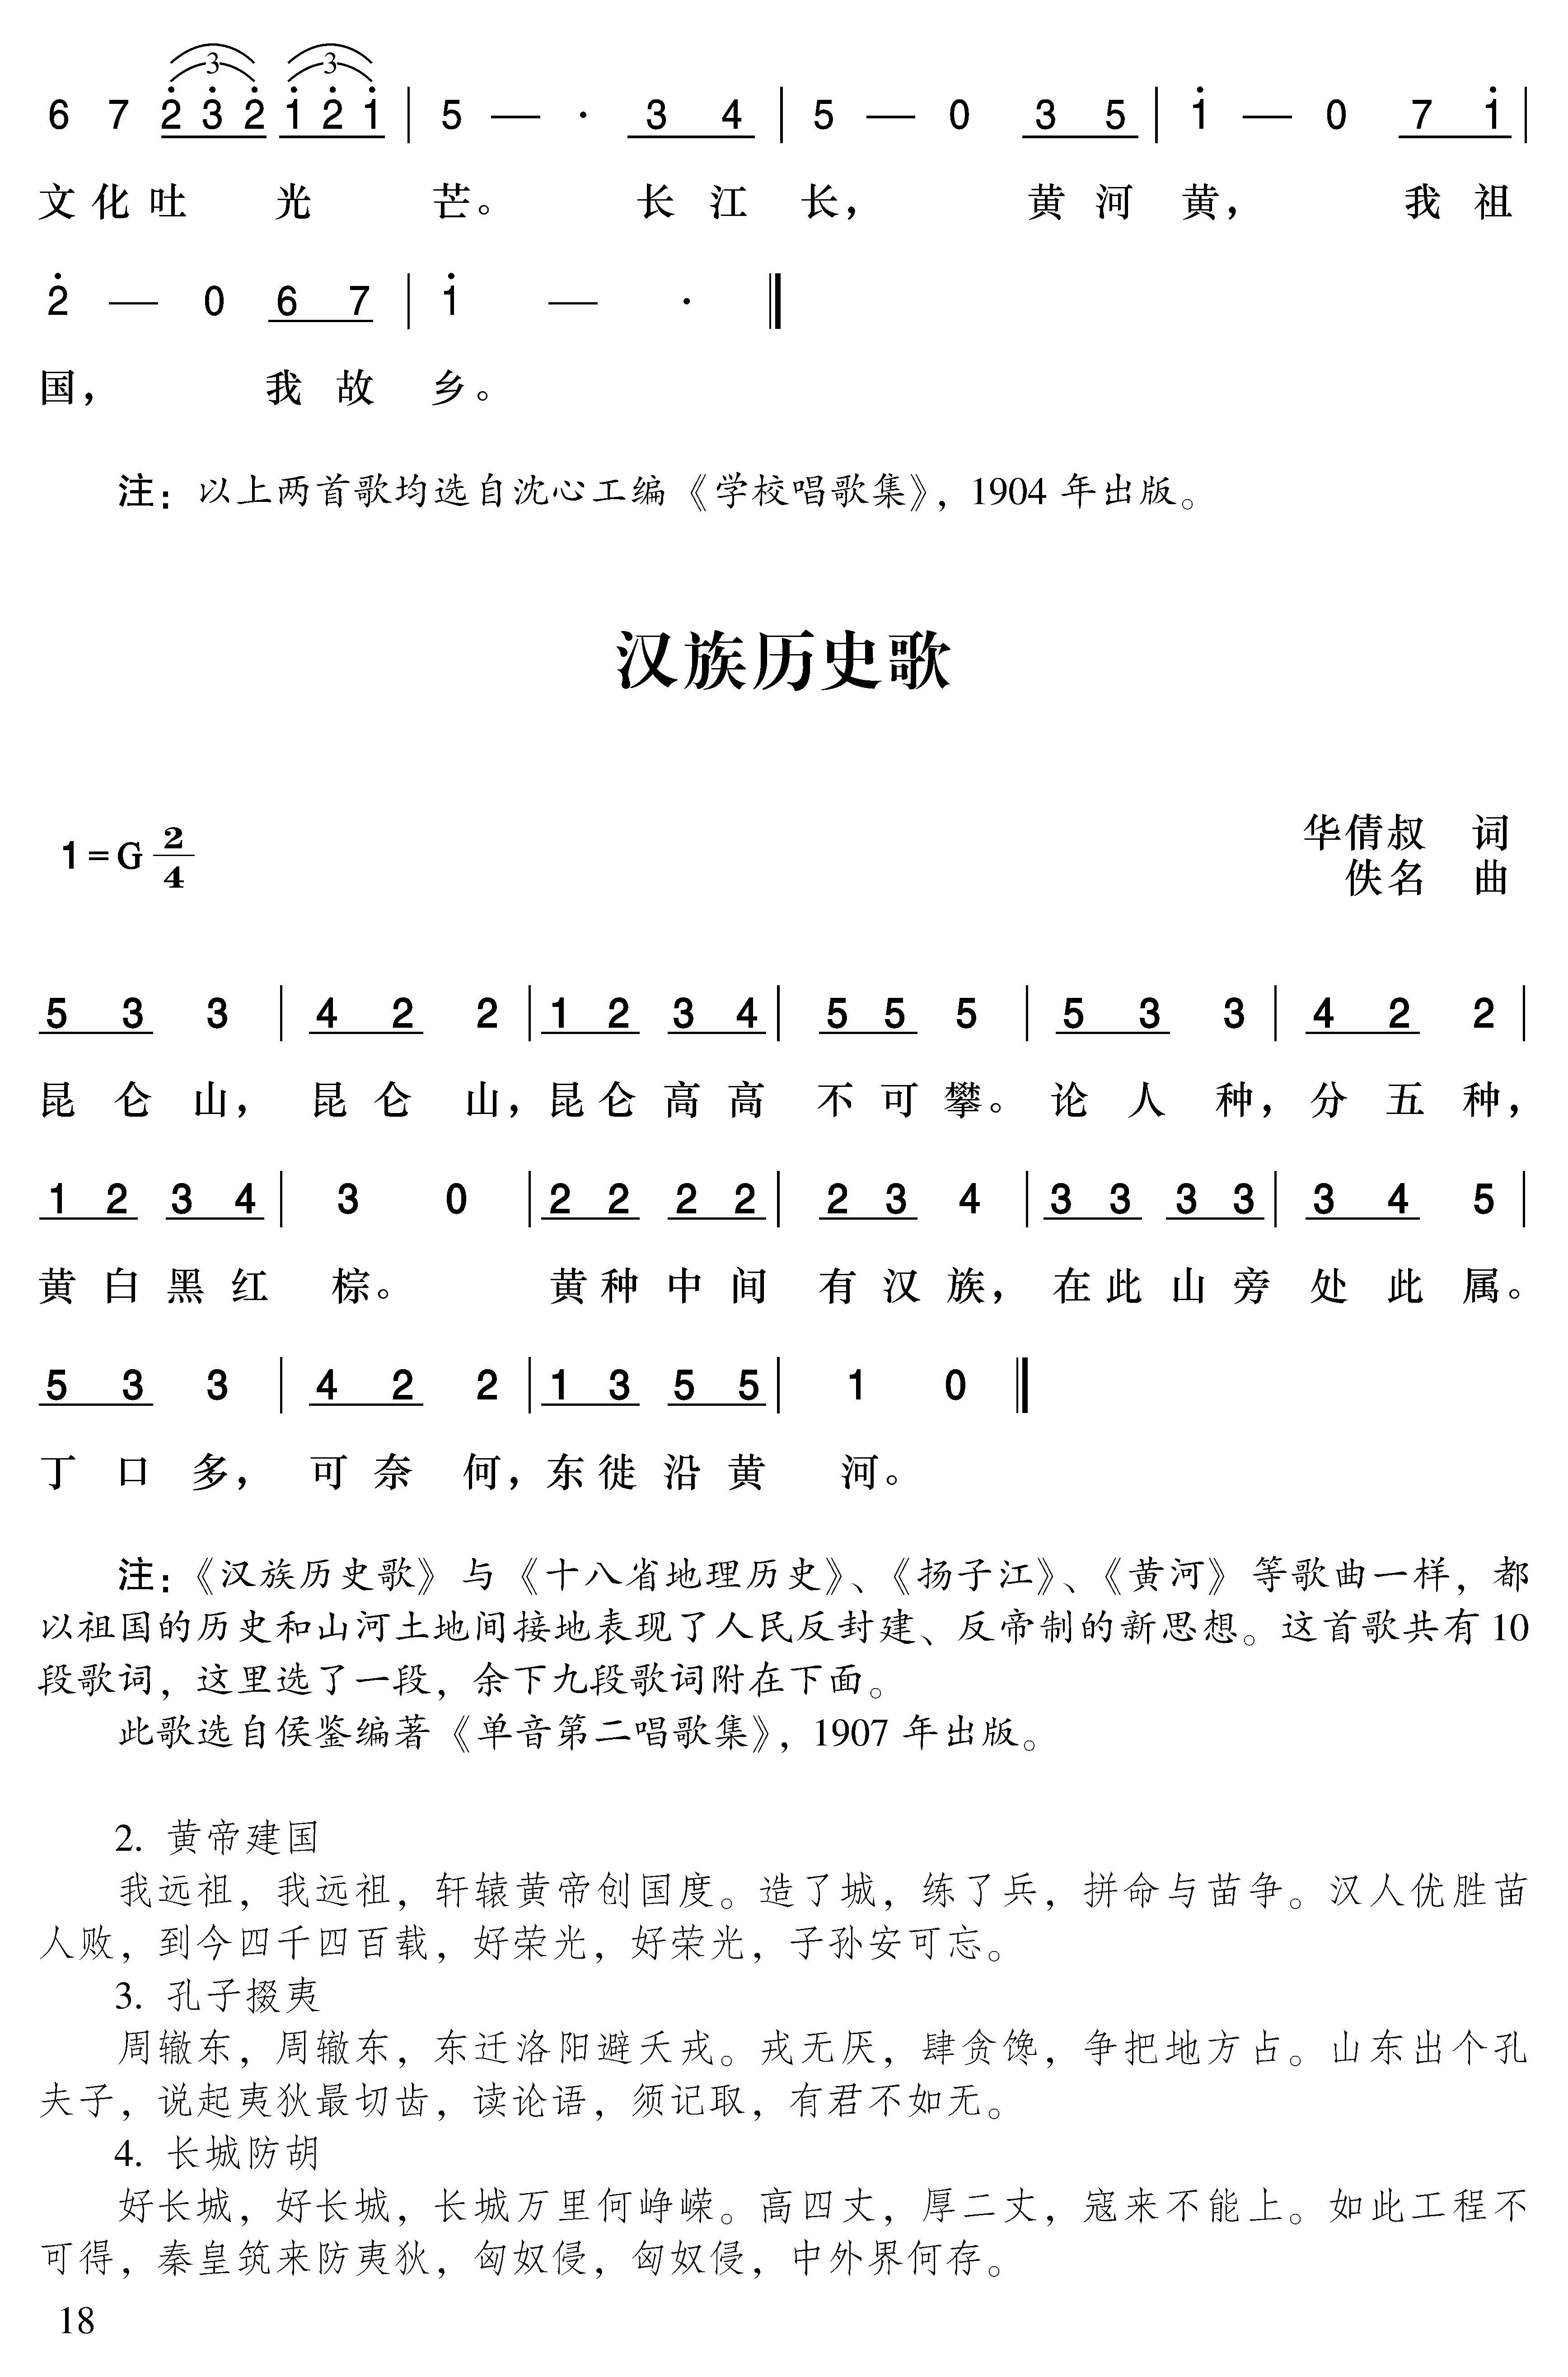 6 7 2 3 2 1 2 1 | 5 — · 3 4 | 5 — 0 3 5 | 1 — 0 7 1 |
文化吐 光 芒。 长 江 长， 黄 河 黄， 我 祖
2 — 0 6 7 | 1 — · ‖
国， 我 故 乡。
注：以上两首歌均选自沈心工编《学校唱歌集》，1904 年出版。
汉族历史歌
1=G 2/4
华倩叔 词
佚名 曲
5 3 3 | 4 2 2 | 1 2 3 4 | 5 5 5 | 5 3 3 | 4 2 2 |
昆 仑 山， 昆 仑 山，昆 仑 高 高 不 可 攀。论 人 种，分 五 种，
1 2 3 4 | 3 0 | 2 2 2 2 | 2 3 4 | 3 3 3 3 | 3 4 5 |
黄 白 黑 红 棕。 黄 种 中 间 有 汉 族，在 此 山 旁 处 此 属。
5 3 3 | 4 2 2 | 1 3 5 5 | 1 0 ‖
丁 口 多， 可 奈 何，东 徙 沿 黄 河。
注：《汉族历史歌》与《十八省地理历史》、《扬子江》、《黄河》等歌曲一样，都
以祖国的历史和山河土地间接地表现了人民反封建、反帝制的新思想。这首歌共有 10
段歌词，这里选了一段，余下九段歌词附在下面。
此歌选自侯鉴编著《单音第二唱歌集》，1907 年出版。
2. 黄帝建国
我远祖，我远祖，轩辕黄帝创国度。造了城，练了兵，拼命与苗争。汉人优胜苗
人败，到今四千四百载，好荣光，好荣光，子孙安可忘。
3. 孔子掇夷
周辙东，周辙东，东迁洛阳避夭戎。戎无厌，肆贪馋，争把地方占。山东出个孔
夫子，说起夷狄最切齿，读论语，须记取，有君不如无。
4. 长城防胡
好长城，好长城，长城万里何峥嵘。高四丈，厚二丈，寇来不能上。如此工程不
可得，秦皇筑来防夷狄，匈奴侵，匈奴侵，中外界何存。
18